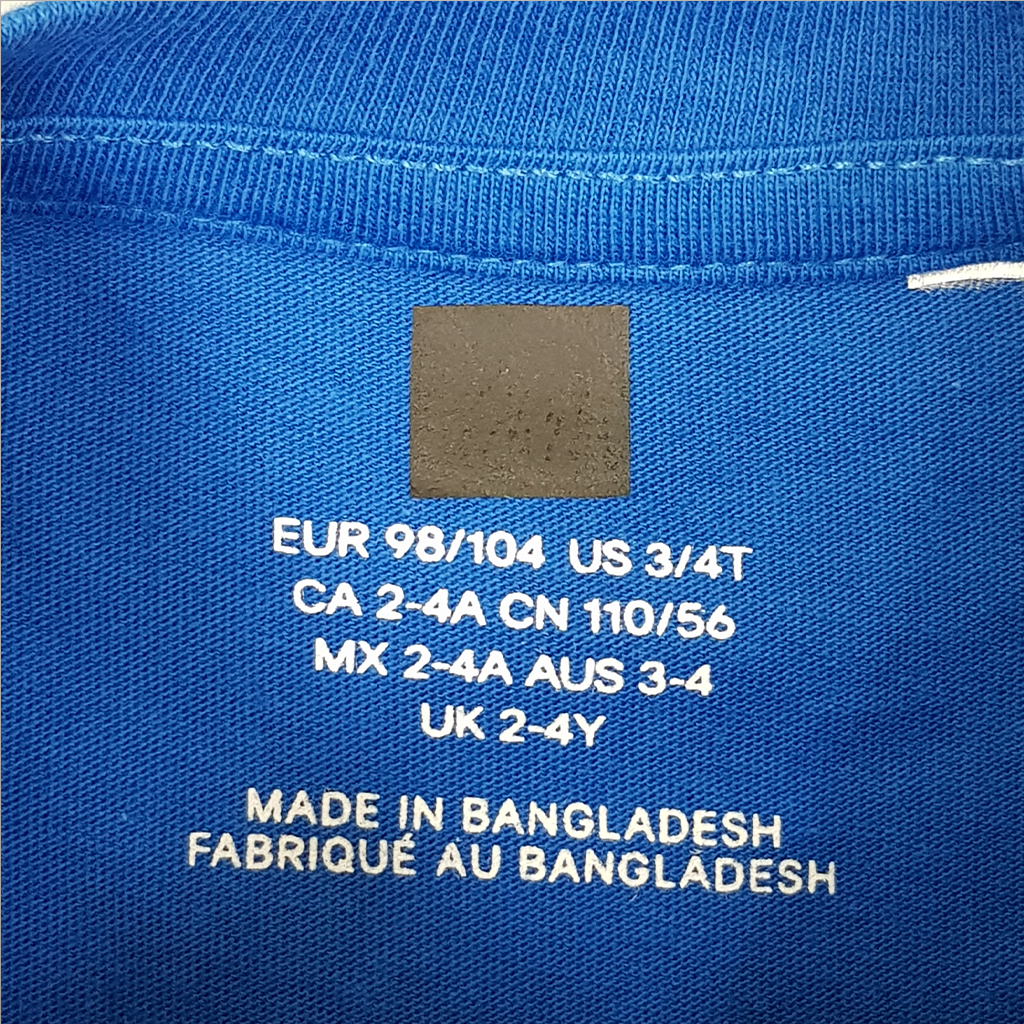 EUR 98/104 US 3/4T
CA 2-4A CN 110/56
MX 2-4A AUS 3-4
UK 2-4Y
MADE IN BANGLADESH
FABRIQUÉ AU BANGLADESH